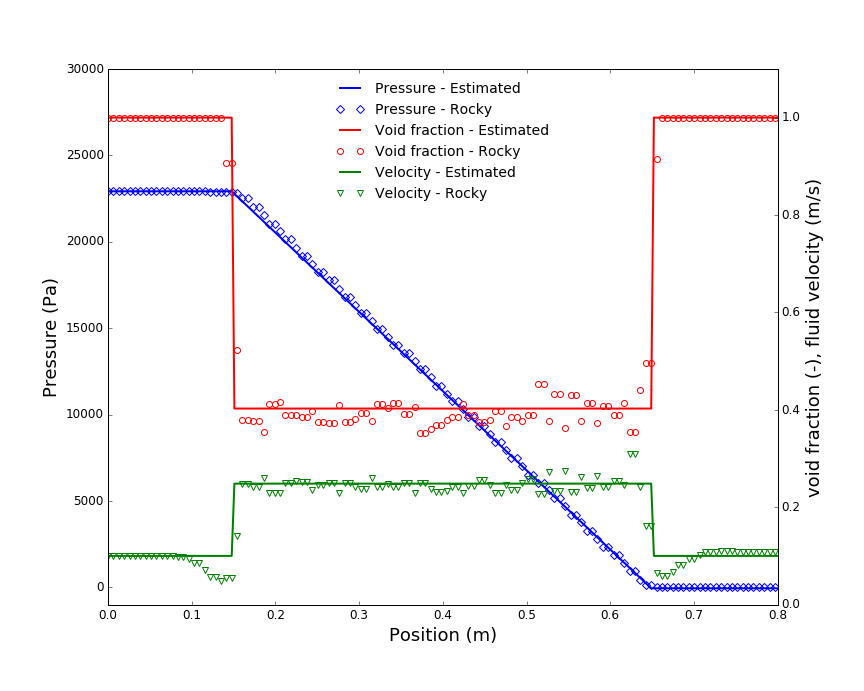 30000
25000
20000
15000
10000
5000
0
Pressure (Pa)
Pressure - Estimated
Pressure - Rocky
Void fraction - Estimated
Void fraction - Rocky
Velocity - Estimated
Velocity - Rocky
1.0
0.8
0.6
0.4
0.2
0.0
void fraction (-), fluid velocity (m/s)
0.0 0.1 0.2 0.3 0.4 0.5 0.6 0.7 0.8
Position (m)